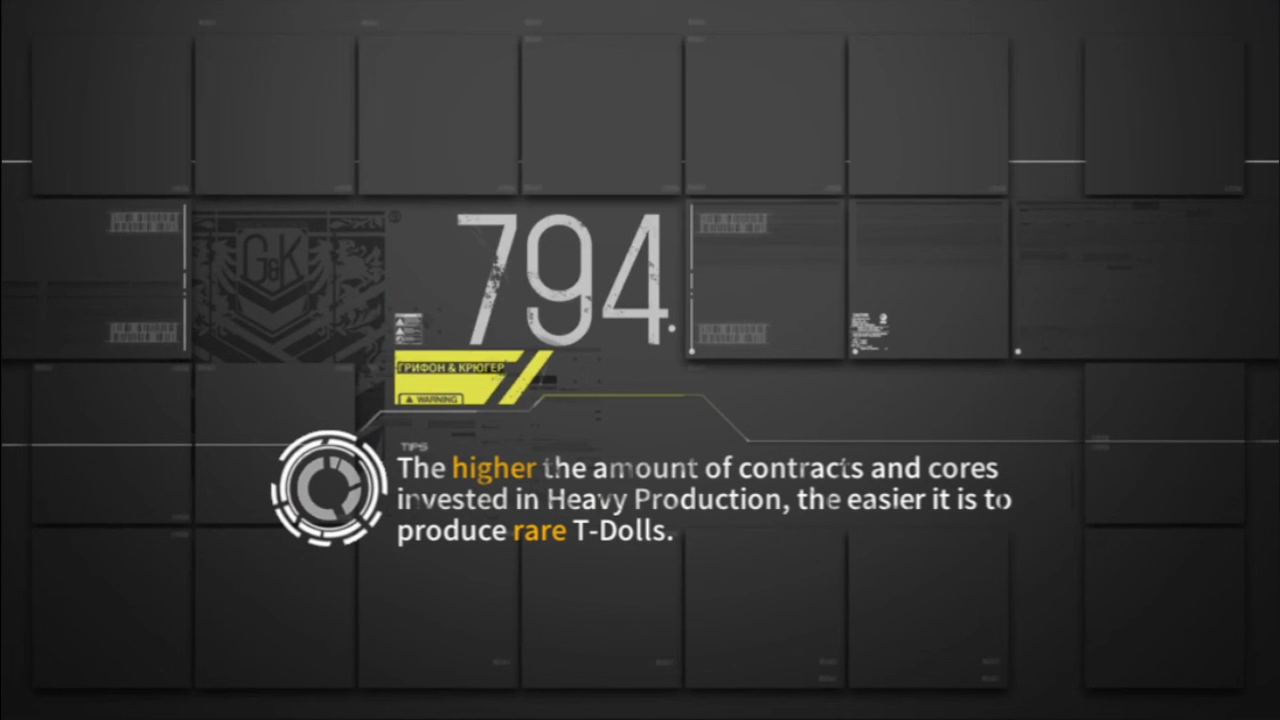 G&K
794.
ГРИФОН & КРЮГЕР
WARNING
TIPS
The higher the amount of contracts and cores
invested in Heavy Production, the easier it is to
produce rare T-Dolls.